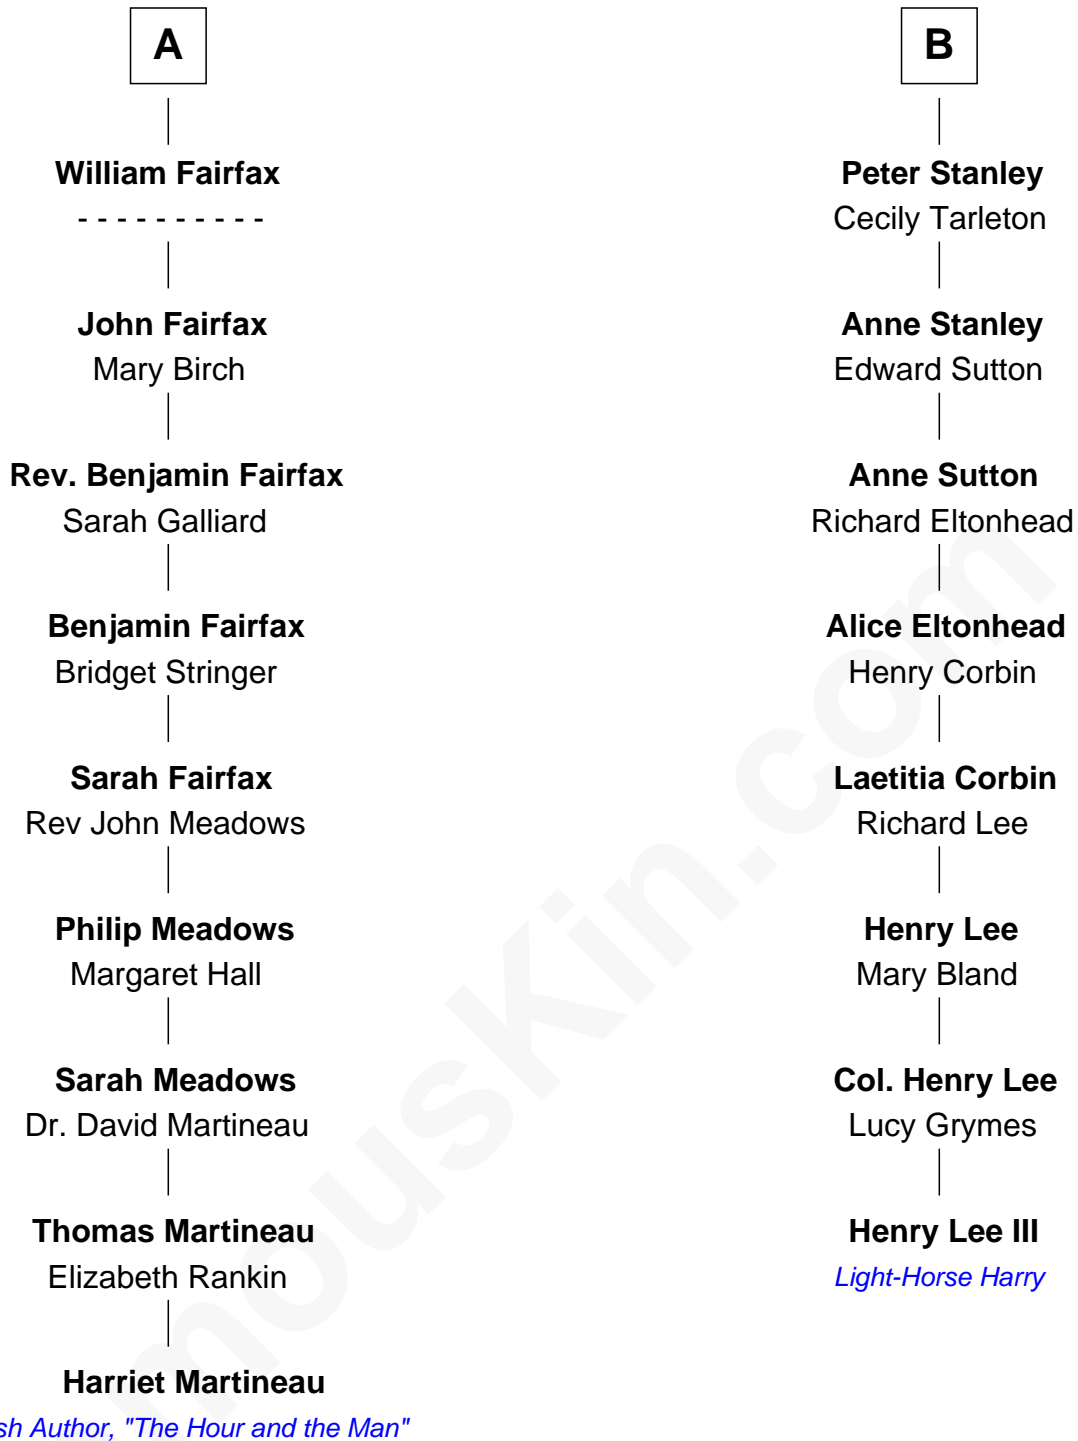 A
William Fairfax
- - - - - - - - - -
John Fairfax
Mary Birch
Rev. Benjamin Fairfax
Sarah Galliard
Benjamin Fairfax
Bridget Stringer
Sarah Fairfax
Rev John Meadows
Philip Meadows
Margaret Hall
Sarah Meadows
Dr. David Martineau
Thomas Martineau
Elizabeth Rankin
Harriet Martineau
sh Author, "The Hour and the Man"
B
Peter Stanley
Cecily Tarleton
Anne Stanley
Edward Sutton
Anne Sutton
Richard Eltonhead
Alice Eltonhead
Henry Corbin
Laetitia Corbin
Richard Lee
Henry Lee
Mary Bland
Col. Henry Lee
Lucy Grymes
Henry Lee III
Light-Horse Harry
mousKin.com